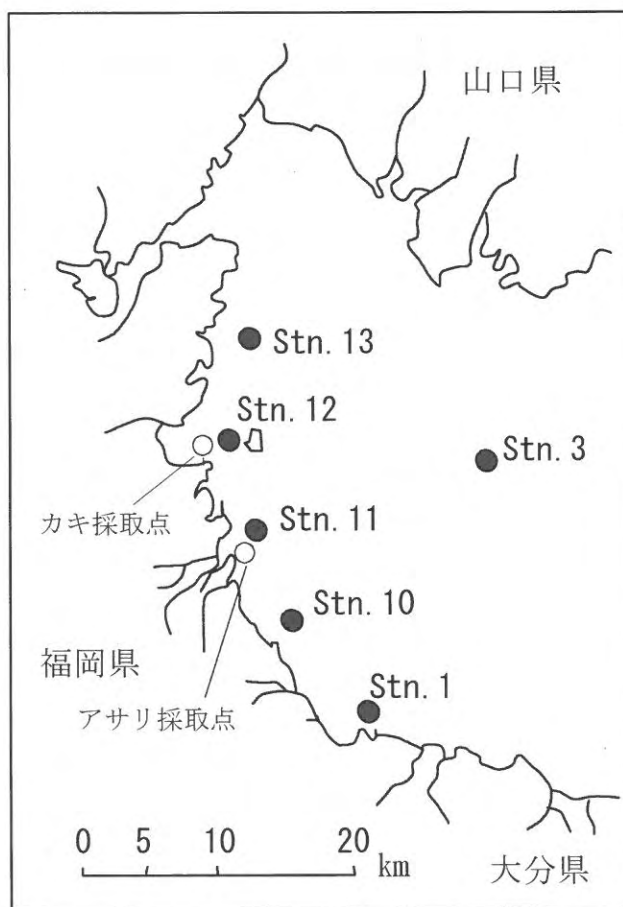 山口県
Stn. 13
Stn. 12
Stn. 3
カキ採取点
Stn. 11
Stn. 10
福岡県
Stn. 1
アサリ採取点
0 5 10 20
km
大分県